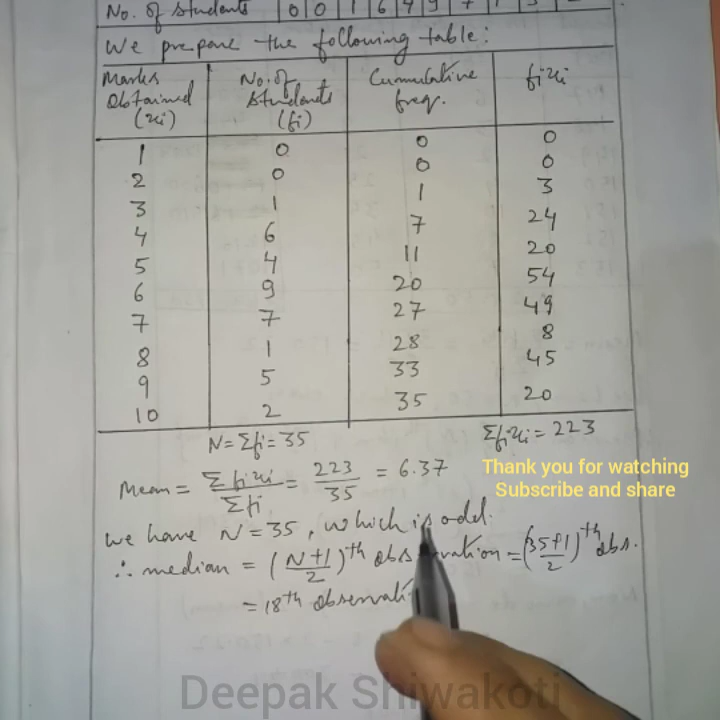 No. of students 0 0 1 6 4 9 7 1 5
We prepare the following table:
Marks Obtained (xi) No. of Students (fi) Cumulative freq. fixi
1 0 0 0
2 0 0 0
3 1 1 3
4 6 7 24
5 4 11 20
6 9 20 54
7 7 27 49
8 1 28 8
9 5 33 45
10 2 35 20
N = Σfi = 35 Σfixi = 223
Mean = Σfixi / Σfi = 223 / 35 = 6.37
Thank you for watching
Subscribe and share
we have N = 35, which is odd.
∴ median = (N+1 / 2)th observation = (35+1 / 2)th obs.
= 18th observati
Deepak Shiwakoti